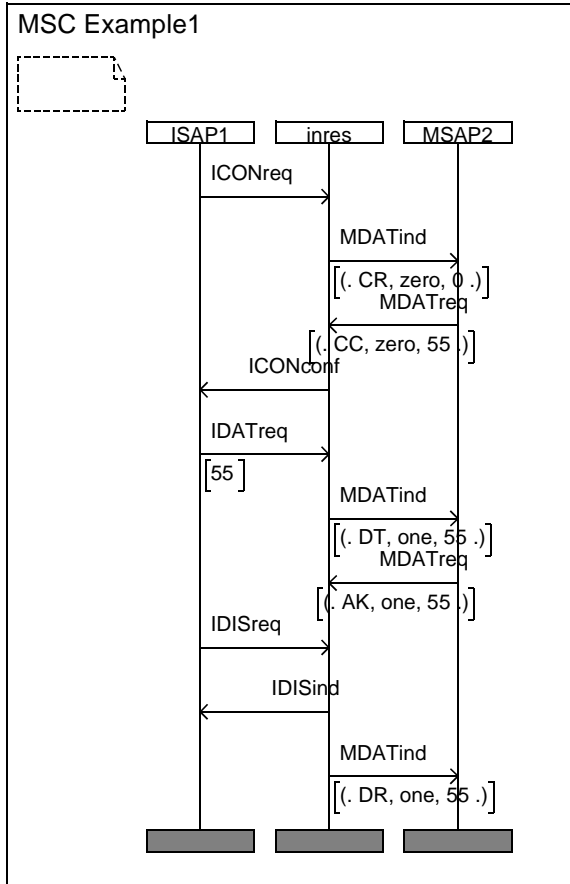 MSC Example1
ISAP1 inres MSAP2
ICONreq
MDATind
(. CR, zero, 0 .)
MDATreq
(. CC, zero, 55 .)
ICONconf
IDATreq
55
MDATind
(. DT, one, 55 .)
MDATreq
(. AK, one, 55 .)
IDISreq
IDISind
MDATind
(. DR, one, 55 .)